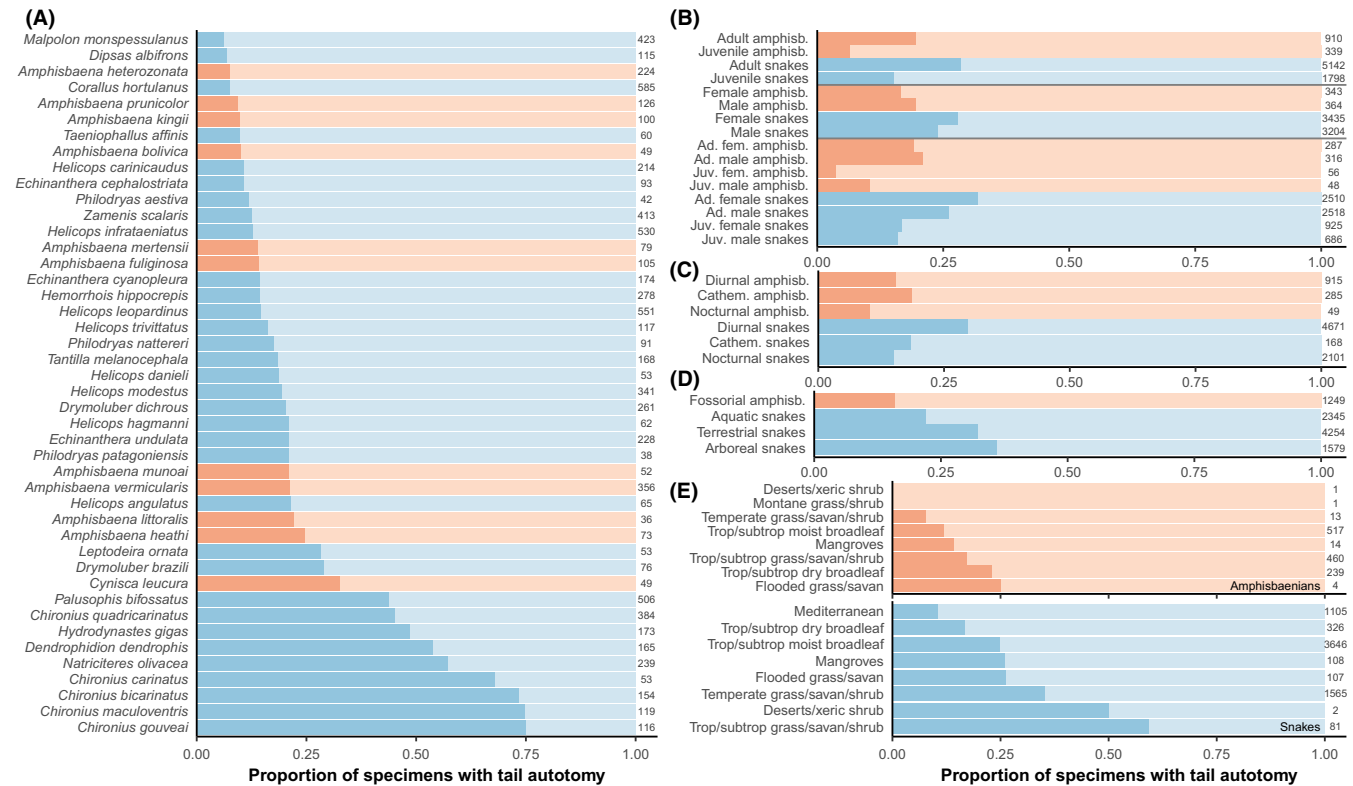 (A)
Malpolon monspessulanus 423
Dipsas albifrons 115
Amphisbaena heterozonata 224
Corallus hortulanus 585
Amphisbaena prunicolor 126
Amphisbaena kingii 100
Taeniophallus affinis 60
Amphisbaena bolivica 49
Helicops carinicaudus 214
Echinanthera cephalostriata 93
Philodryas aestiva 42
Zamenis scalaris 413
Helicops infrataeniatus 530
Amphisbaena mertensii 79
Amphisbaena fuliginosa 105
Echinanthera cyanopleura 174
Hemorrhois hippocrepis 278
Helicops leopardinus 551
Helicops trivittatus 117
Philodryas nattereri 91
Tantilla melanocephala 168
Helicops danieli 53
Helicops modestus 341
Drymoluber dichrous 261
Helicops hagmanni 62
Echinanthera undulata 228
Philodryas patagoniensis 38
Amphisbaena munoai 52
Amphisbaena vermicularis 356
Helicops angulatus 65
Amphisbaena littoralis 36
Amphisbaena heathi 73
Leptodeira ornata 53
Drymoluber brazili 76
Cynisca leucura 49
Palusophis bifossatus 506
Chironius quadricarinatus 384
Hydrodynastes gigas 173
Dendrophidion dendrophis 165
Natriciteres olivacea 239
Chironius carinatus 53
Chironius bicarinatus 154
Chironius maculoventris 119
Chironius gouveai 116
0.00 0.25 0.50 0.75 1.00
Proportion of specimens with tail autotomy
(B)
Adult amphisb. 910
Juvenile amphisb. 339
Adult snakes 5142
Juvenile snakes 1798
Female amphisb. 343
Male amphisb. 364
Female snakes 3435
Male snakes 3204
Ad. fem. amphisb. 287
Ad. male amphisb. 316
Juv. fem. amphisb. 56
Juv. male amphisb. 48
Ad. female snakes 2510
Ad. male snakes 2518
Juv. female snakes 925
Juv. male snakes 686
0.00 0.25 0.50 0.75 1.00
(C)
Diurnal amphisb. 915
Cathem. amphisb. 285
Nocturnal amphisb. 49
Diurnal snakes 4671
Cathem. snakes 168
Nocturnal snakes 2101
0.00 0.25 0.50 0.75 1.00
(D)
Fossorial amphisb. 1249
Aquatic snakes 2345
Terrestrial snakes 4254
Arboreal snakes 1579
0.00 0.25 0.50 0.75 1.00
(E)
Deserts/xeric shrub 1
Montane grass/shrub 1
Temperate grass/savan/shrub 13
Trop/subtrop moist broadleaf 517
Mangroves 14
Trop/subtrop grass/savan/shrub 460
Trop/subtrop dry broadleaf 239
Flooded grass/savan Amphisbaenians 4
Mediterranean 1105
Trop/subtrop dry broadleaf 326
Trop/subtrop moist broadleaf 3646
Mangroves 108
Flooded grass/savan 107
Temperate grass/savan/shrub 1565
Deserts/xeric shrub 2
Trop/subtrop grass/savan/shrub Snakes 81
0.00 0.25 0.50 0.75 1.00
Proportion of specimens with tail autotomy